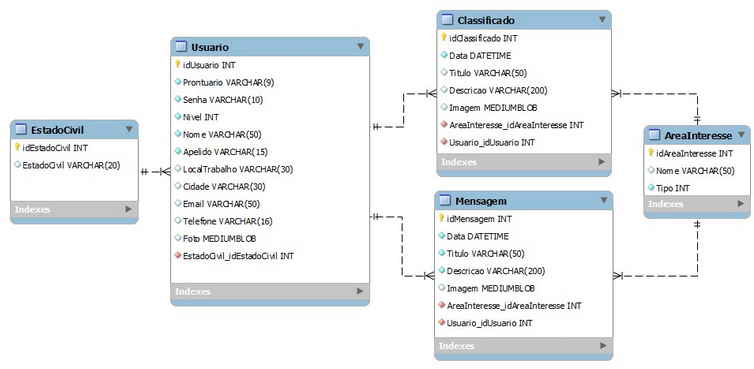 EstadoCivil
idEstadoCivil INT
EstadoCivil VARCHAR(20)
Indexes
Usuario
idUsuario INT
Prontuario VARCHAR(9)
Senha VARCHAR(10)
Nivel INT
Nome VARCHAR(50)
Apelido VARCHAR(15)
LocalTrabalho VARCHAR(30)
Cidade VARCHAR(30)
Email VARCHAR(50)
Telefone VARCHAR(16)
Foto MEDIUMBLOB
EstadoCivil_idEstadoCivil INT
Indexes
Classificado
idClassificado INT
Data DATETIME
Titulo VARCHAR(50)
Descricao VARCHAR(200)
Imagem MEDIUMBLOB
AreaInteresse_idAreaInteresse INT
Usuario_idUsuario INT
Indexes
Mensagem
idMensagem INT
Data DATETIME
Titulo VARCHAR(50)
Descricao VARCHAR(200)
Imagem MEDIUMBLOB
AreaInteresse_idAreaInteresse INT
Usuario_idUsuario INT
Indexes
AreaInteresse
idAreaInteresse INT
Nome VARCHAR(50)
Tipo INT
Indexes